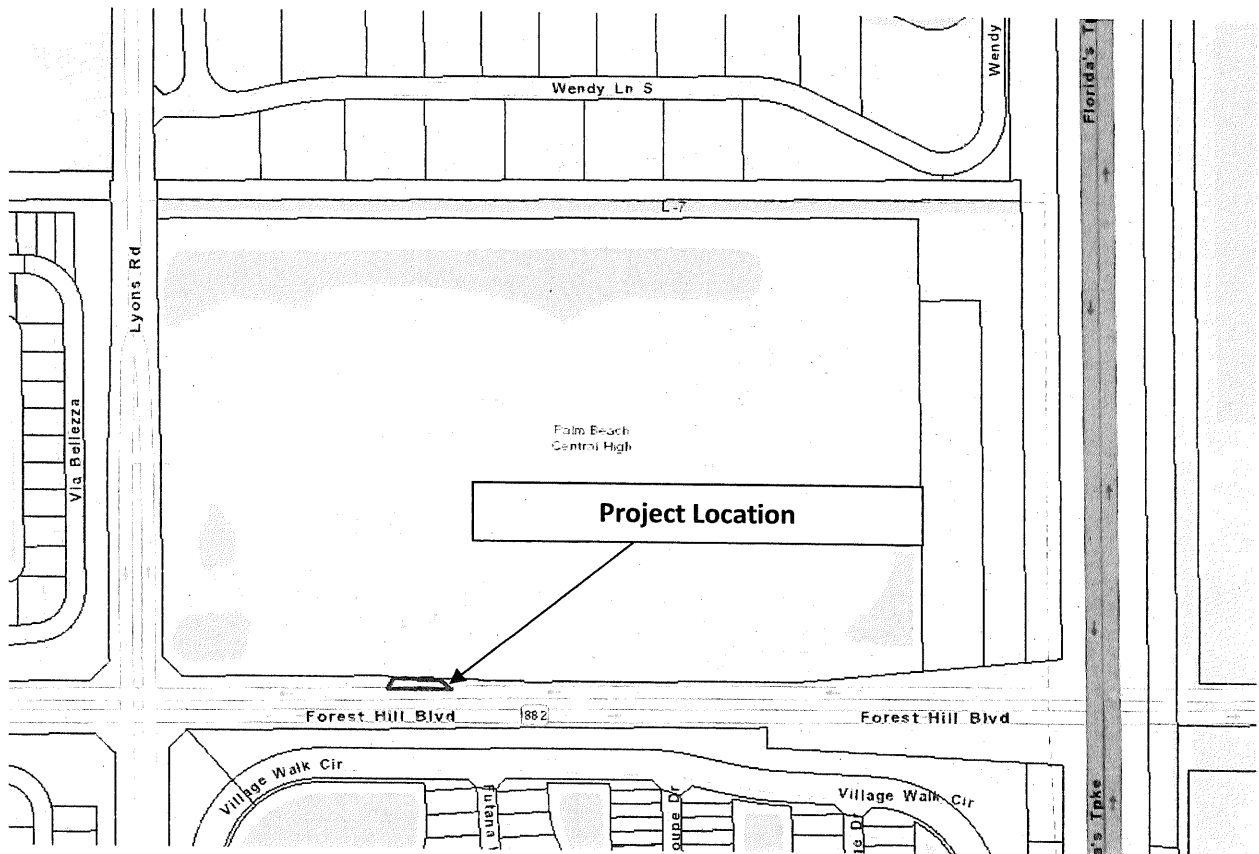 Wendy Ln S
Wendy
Florida's T
L-7
Lyons Rd
Via Bellezza
Palm Beach
Central High
Project Location
Forest Hill Blvd
882
Forest Hill Blvd
Village Walk Cir
Village Walk Cir
a's Tpke